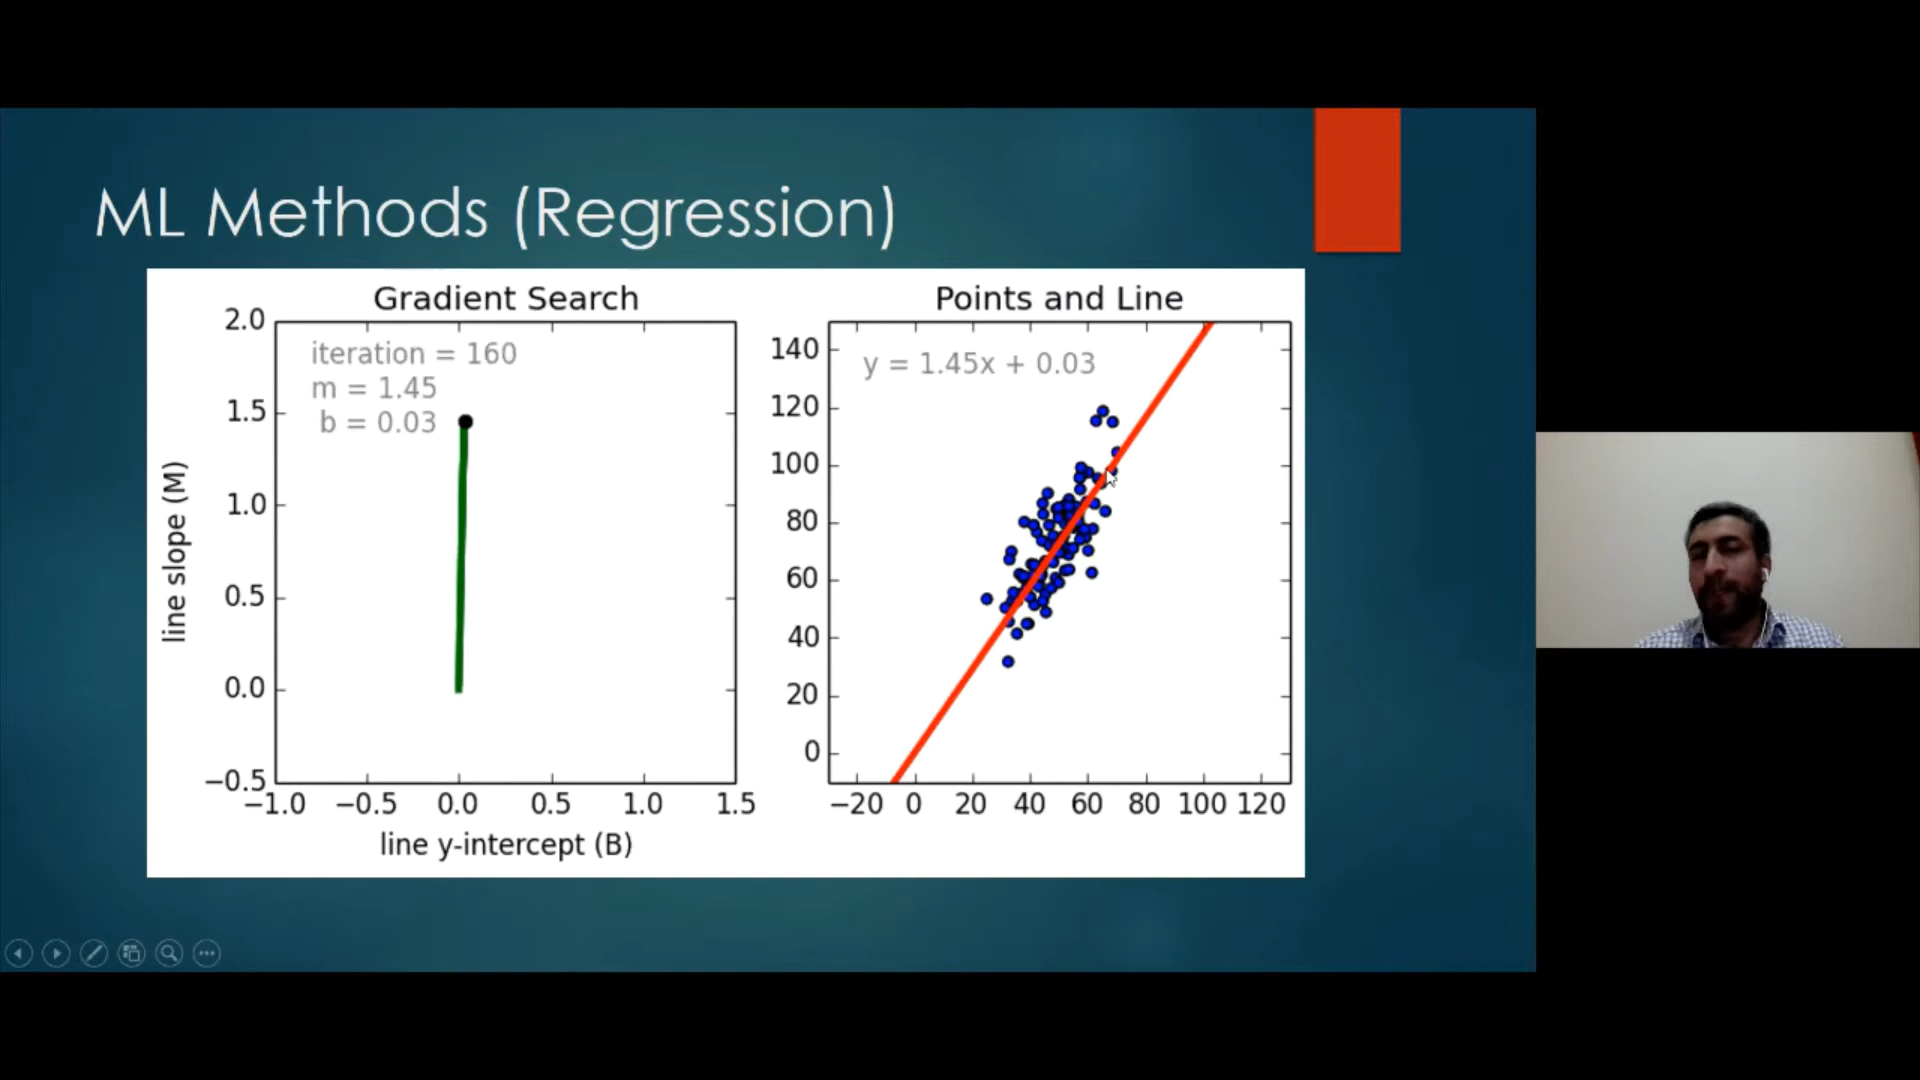 ML Methods (Regression)
Gradient Search
iteration = 160
m = 1.45
b = 0.03
2.0
1.5
1.0
0.5
0.0
−0.5
line slope (M)
−1.0 −0.5 0.0 0.5 1.0 1.5
line y-intercept (B)
Points and Line
y = 1.45x + 0.03
140
120
100
80
60
40
20
0
−20 0 20 40 60 80 100 120